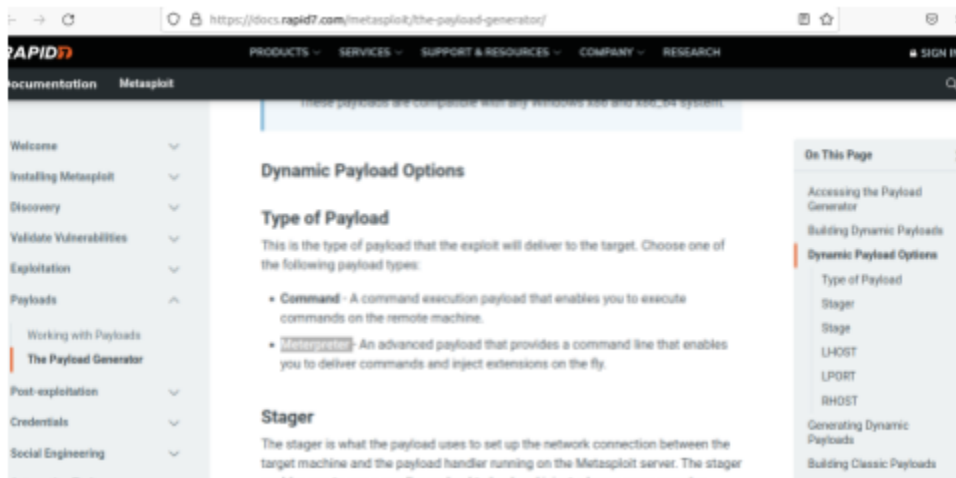 https://docs.rapid7.com/metasploit/the-payload-generator/
RAPID7
PRODUCTS
SERVICES
SUPPORT & RESOURCES
COMPANY
RESEARCH
SIGN IN
Documentation
Metasploit
These payloads are compatible with any Windows x86 and x86_64 system.
Welcome
Installing Metasploit
Discovery
Validate Vulnerabilities
Exploitation
Payloads
Working with Payloads
The Payload Generator
Post-exploitation
Credentials
Social Engineering
Dynamic Payload Options
Type of Payload
This is the type of payload that the exploit will deliver to the target. Choose one of
the following payload types:
• Command - A command execution payload that enables you to execute
commands on the remote machine.
• Meterpreter - An advanced payload that provides a command line that enables
you to deliver commands and inject extensions on the fly.
Stager
The stager is what the payload uses to set up the network connection between the
target machine and the payload handler running on the Metasploit server. The stager
On This Page
Accessing the Payload
Generator
Building Dynamic Payloads
Dynamic Payload Options
Type of Payload
Stager
Stage
LHOST
LPORT
RHOST
Generating Dynamic
Payloads
Building Classic Payloads